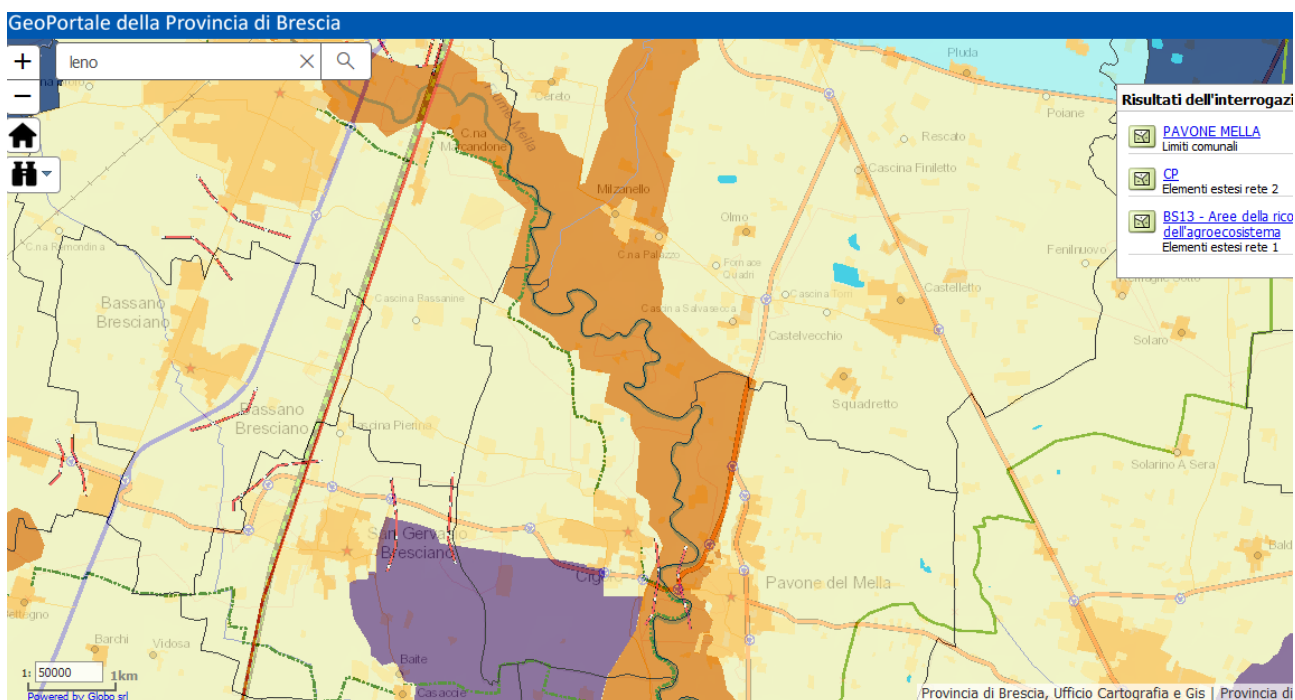 GeoPortale della Provincia di Brescia
+
leno
−
Pluda
Cereto
Fiume Mella
C.na
Marcandone
Poiane
Rescato
Cascina Finiletto
Risultati dell'interrogazi
PAVONE MELLA
Limiti comunali
CP
Elementi estesi rete 2
BS13 - Aree della rico
dell'agroecosistema
Elementi estesi rete 1
Milzanello
Olmo
C.na Palazzo
Fornace
Quadri
Fenilnuovo
C.na Remondina
Bassano
Bresciano
Cascina Bassanine
Cascina Torri
Castelletto
Cascina Salvasecca
Castelvecchio
Solaro
Squadretto
Bassano
Bresciano
Cascina Pierina
Solarino A Sera
San Gervasio
Bresciano
Cig
Pavone del Mella
Bald
Barchi
Vidosa
Baite
Casacce
1: 50000
1km
Powered by Globo srl
Provincia di Brescia, Ufficio Cartografia e Gis | Provincia di